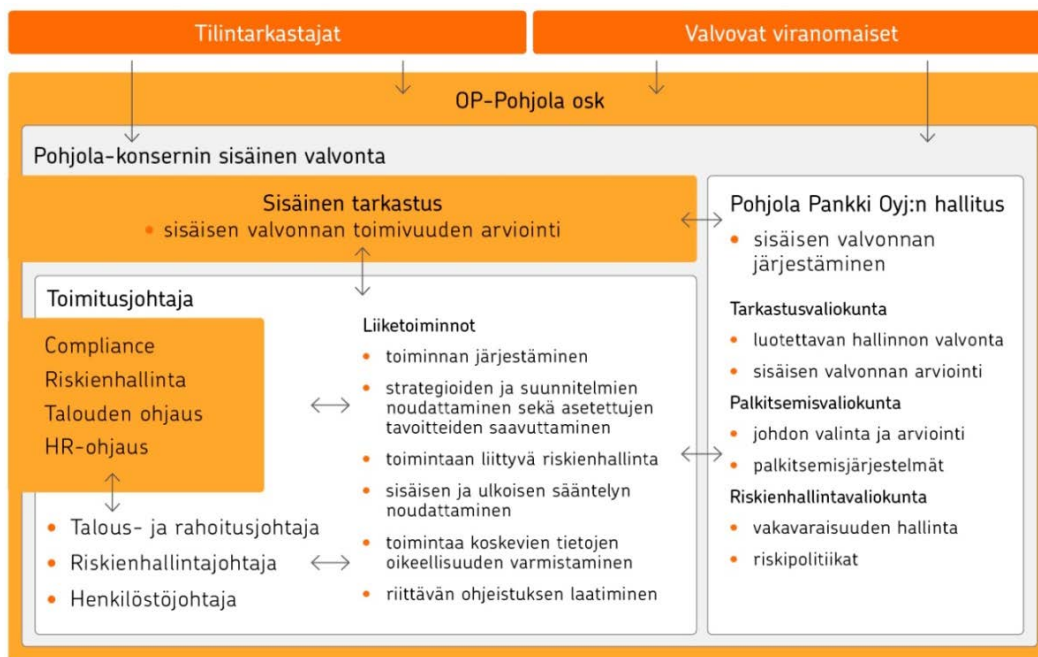 Tilintarkastajat
Valvovat viranomaiset
OP-Pohjola osk
Pohjola-konsernin sisäinen valvonta
Sisäinen tarkastus
• sisäisen valvonnan toimivuuden arviointi
Toimitusjohtaja
Compliance
Riskienhallinta
Talouden ohjaus
HR-ohjaus
• Talous- ja rahoitusjohtaja
• Riskienhallintajohtaja
• Henkilöstöjohtaja
Liiketoiminnot
• toiminnan järjestäminen
• strategioiden ja suunnitelmien
noudattaminen sekä asetettujen
tavoitteiden saavuttaminen
• toimintaan liittyvä riskienhallinta
• sisäisen ja ulkoisen sääntelyn
noudattaminen
• toimintaa koskevien tietojen
oikeellisuuden varmistaminen
• riittävän ohjeistuksen laatiminen
Pohjola Pankki Oyj:n hallitus
• sisäisen valvonnan
järjestäminen
Tarkastusvaliokunta
• luotettavan hallinnon valvonta
• sisäisen valvonnan arviointi
Palkitsemisvaliokunta
• johdon valinta ja arviointi
• palkitsemisjärjestelmät
Riskienhallintavaliokunta
• vakavaraisuuden hallinta
• riskipolitiikat